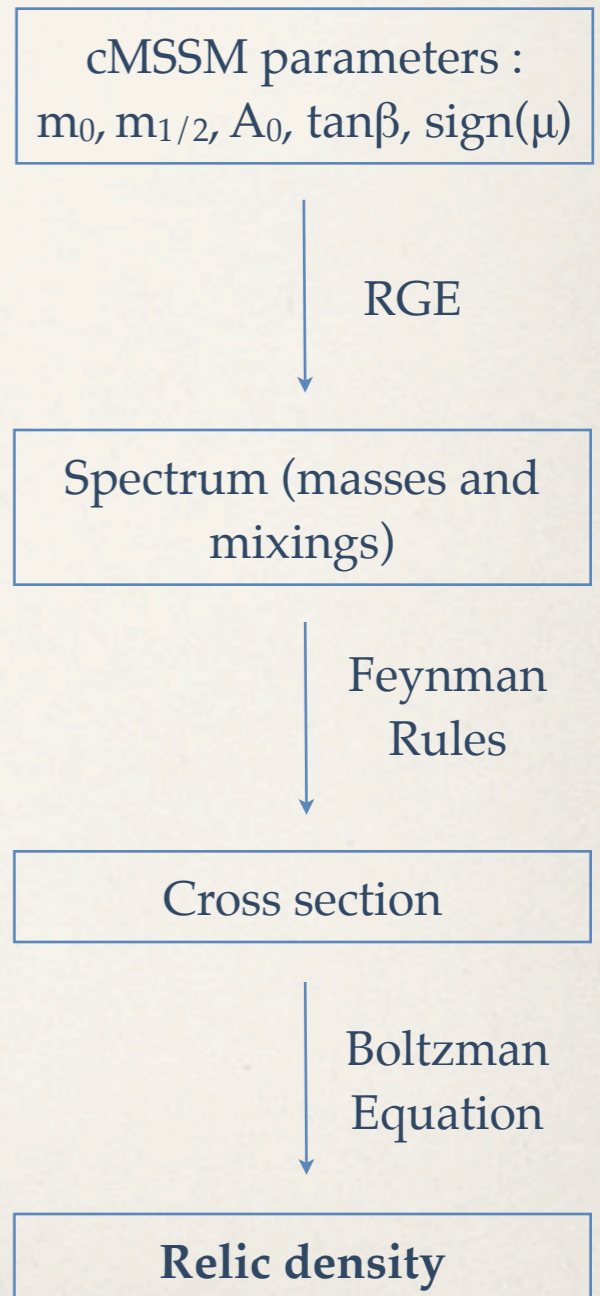 cMSSM parameters :
m₀, m₁/₂, A₀, tanβ, sign(μ)
RGE
Spectrum (masses and
mixings)
Feynman
Rules
Cross section
Boltzman
Equation
Relic density